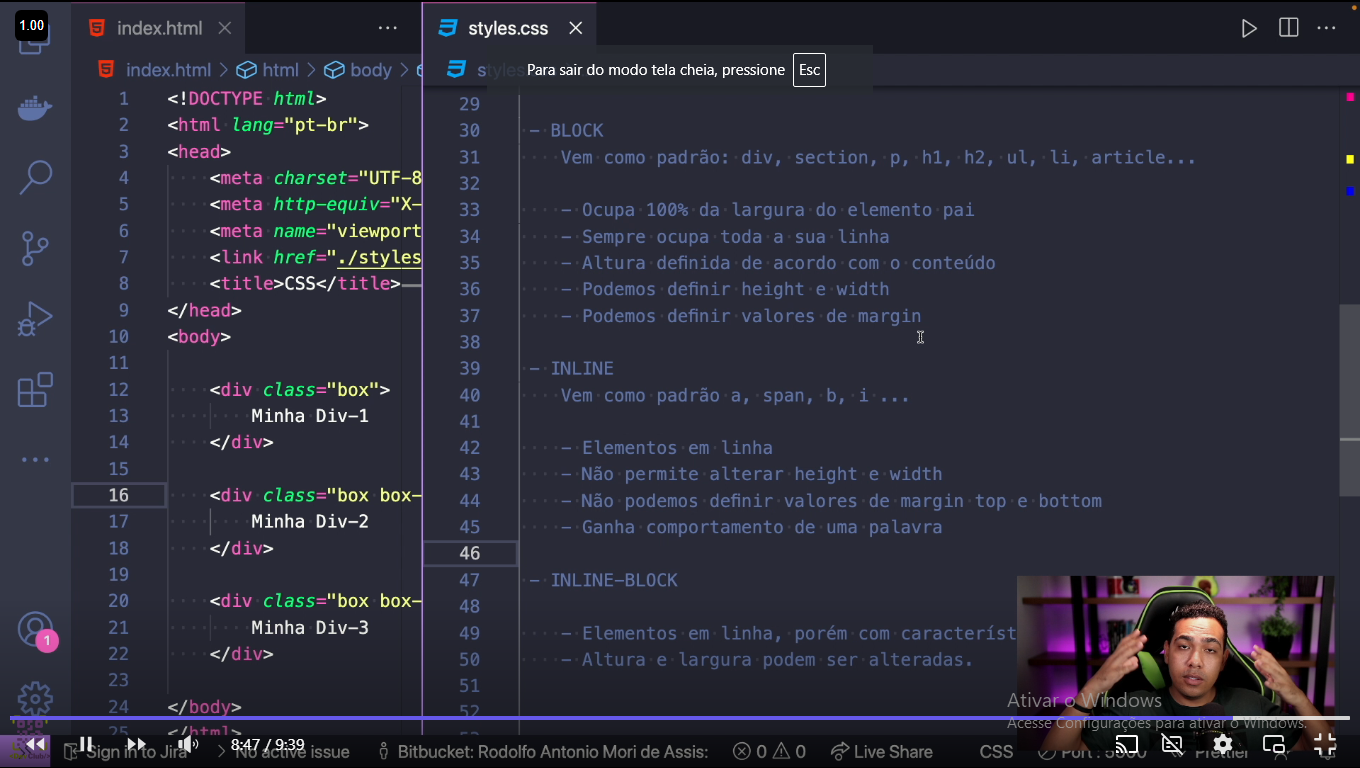 1.00
index.html
styles.css
index.html > html > body >
Para sair do modo tela cheia, pressione Esc
1 <!DOCTYPE html>
2 <html lang="pt-br">
3 <head>
4 <meta charset="UTF-8
5 <meta http-equiv="X-
6 <meta name="viewport
7 <link href="./styles
8 <title>CSS</title>
9 </head>
10 <body>
11
12 <div class="box">
13 Minha Div-1
14 </div>
15
16 <div class="box box-
17 Minha Div-2
18 </div>
19
20 <div class="box box-
21 Minha Div-3
22 </div>
23
24 </body>
25 </html>
29
30 - BLOCK
31 Vem como padrão: div, section, p, h1, h2, ul, li, article...
32
33 - Ocupa 100% da largura do elemento pai
34 - Sempre ocupa toda a sua linha
35 - Altura definida de acordo com o conteúdo
36 - Podemos definir height e width
37 - Podemos definir valores de margin
38
39 - INLINE
40 Vem como padrão a, span, b, i ...
41
42 - Elementos em linha
43 - Não permite alterar height e width
44 - Não podemos definir valores de margin top e bottom
45 - Ganha comportamento de uma palavra
46
47 - INLINE-BLOCK
48
49 - Elementos em linha, porém com característ
50 - Altura e largura podem ser alteradas.
51
52
1
Ativar o Windows
Acesse Configurações para ativar o Windows.
8:47 / 9:39
Sign in to Jira
No active issue
Bitbucket: Rodolfo Antonio Mori de Assis:
0 0
Live Share
CSS
Port : 5500
Prettier